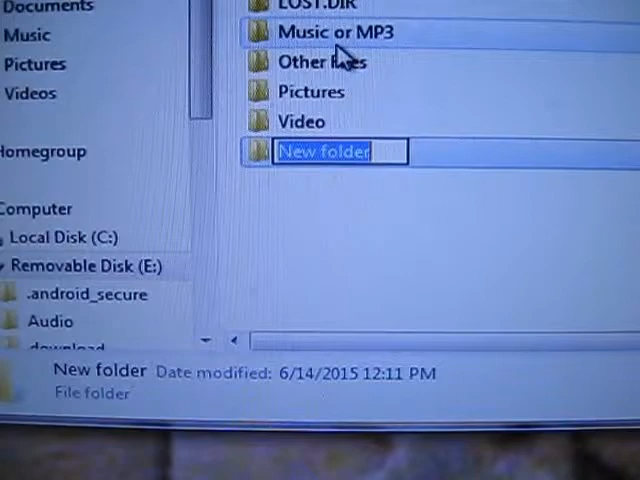 Documents
Music
Pictures
Videos
Homegroup
Computer
Local Disk (C:)
Removable Disk (E:)
.android_secure
Audio
download
LOST.DIR
Music or MP3
Other Files
Pictures
Video
New folder
New folder Date modified: 6/14/2015 12:11 PM
File folder